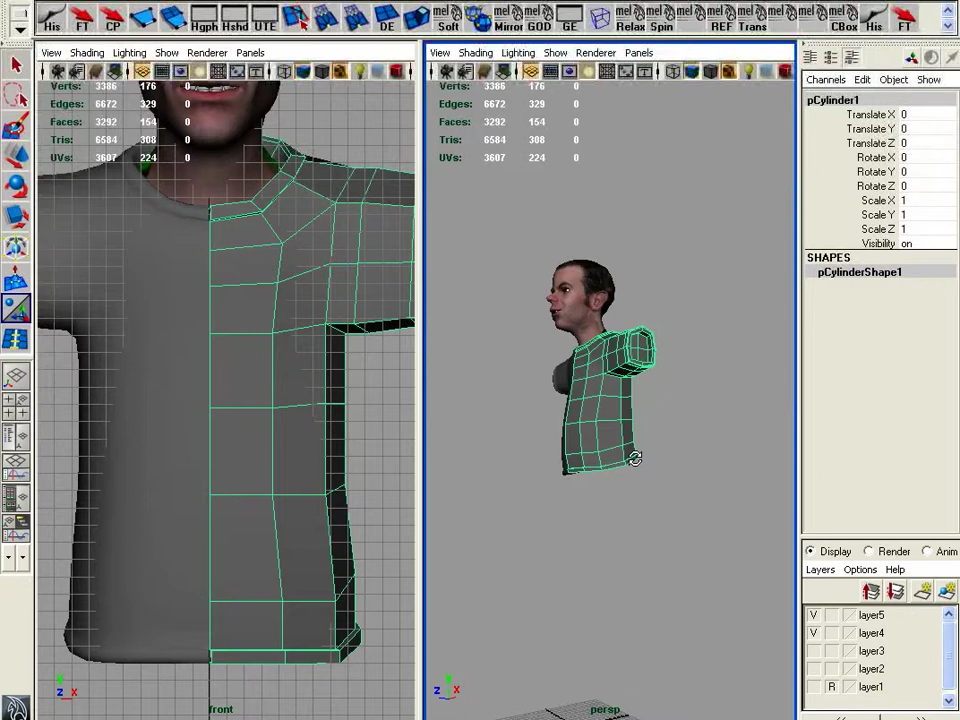 mel mel mel mel mel mel mel mel
His FT CP Hgph Hshd UTE DE Soft Mirror GOD GE Relax Spin REF Trans CBox His FT
View Shading Lighting Show Renderer Panels
View Shading Lighting Show Renderer Panels
Verts: 3386 176 0
Edges: 6672 329 0
Faces: 3292 154 0
Tris: 6584 308 0
UVs: 3607 224 0
Verts: 3386 176 0
Edges: 6672 329 0
Faces: 3292 154 0
Tris: 6584 308 0
UVs: 3607 224 0
Channels Edit Object Show
pCylinder1
Translate X 0
Translate Y 0
Translate Z 0
Rotate X 0
Rotate Y 0
Rotate Z 0
Scale X 1
Scale Y 1
Scale Z 1
Visibility on
SHAPES
pCylinderShape1
Display Render Anim
Layers Options Help
V layer5
V layer4
layer3
layer2
R layer1
z x
front
z x
persp